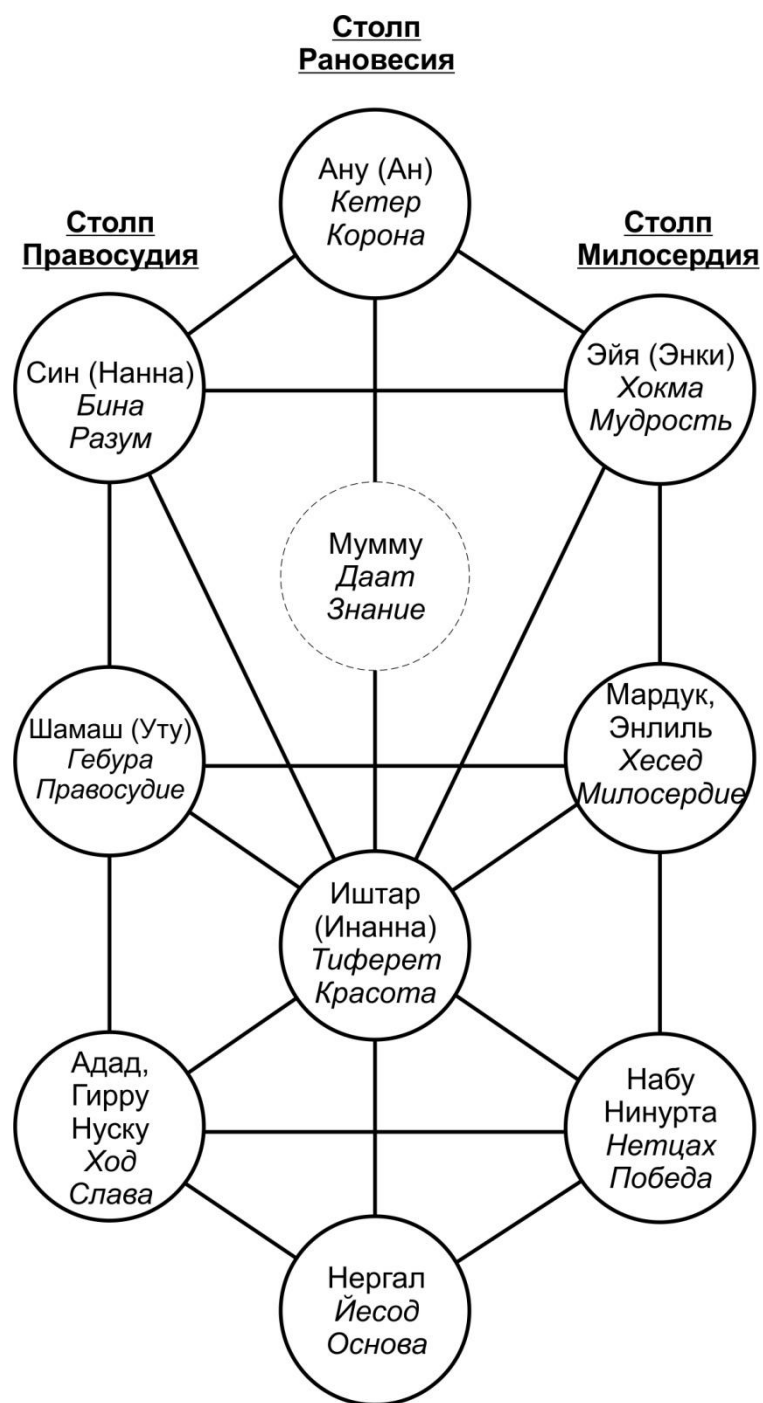 Столп
Рановесия
Ану (Ан)
Кетер
Корона
Столп
Правосудия
Столп
Милосердия
Син (Нанна)
Бина
Разум
Эйя (Энки)
Хокма
Мудрость
Мумму
Даат
Знание
Шамаш (Уту)
Гебура
Правосудие
Мардук,
Энлиль
Хесед
Милосердие
Иштар
(Инанна)
Тиферет
Красота
Адад,
Гирру
Нуску
Ход
Слава
Набу
Нинурта
Нетцах
Победа
Нергал
Йесод
Основа